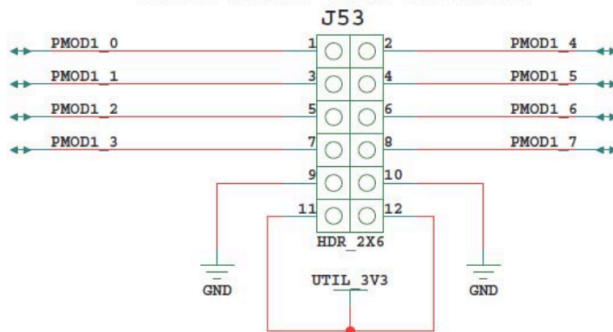 J53
PMOD1_0 1 2 PMOD1_4
PMOD1_1 3 4 PMOD1_5
PMOD1_2 5 6 PMOD1_6
PMOD1_3 7 8 PMOD1_7
9 10
11 12
HDR_2X6
UTIL_3V3
GND GND